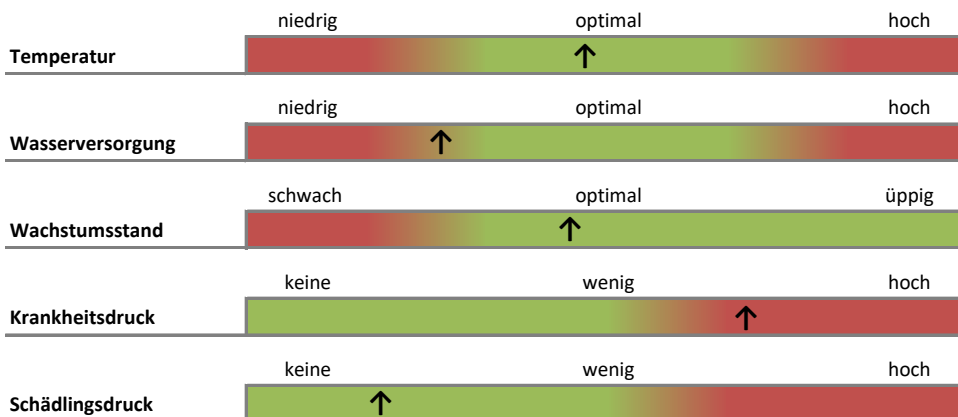 niedrig optimal hoch
Temperatur
niedrig optimal hoch
Wasserversorgung
schwach optimal üppig
Wachstumsstand
keine wenig hoch
Krankheitsdruck
keine wenig hoch
Schädlingsdruck